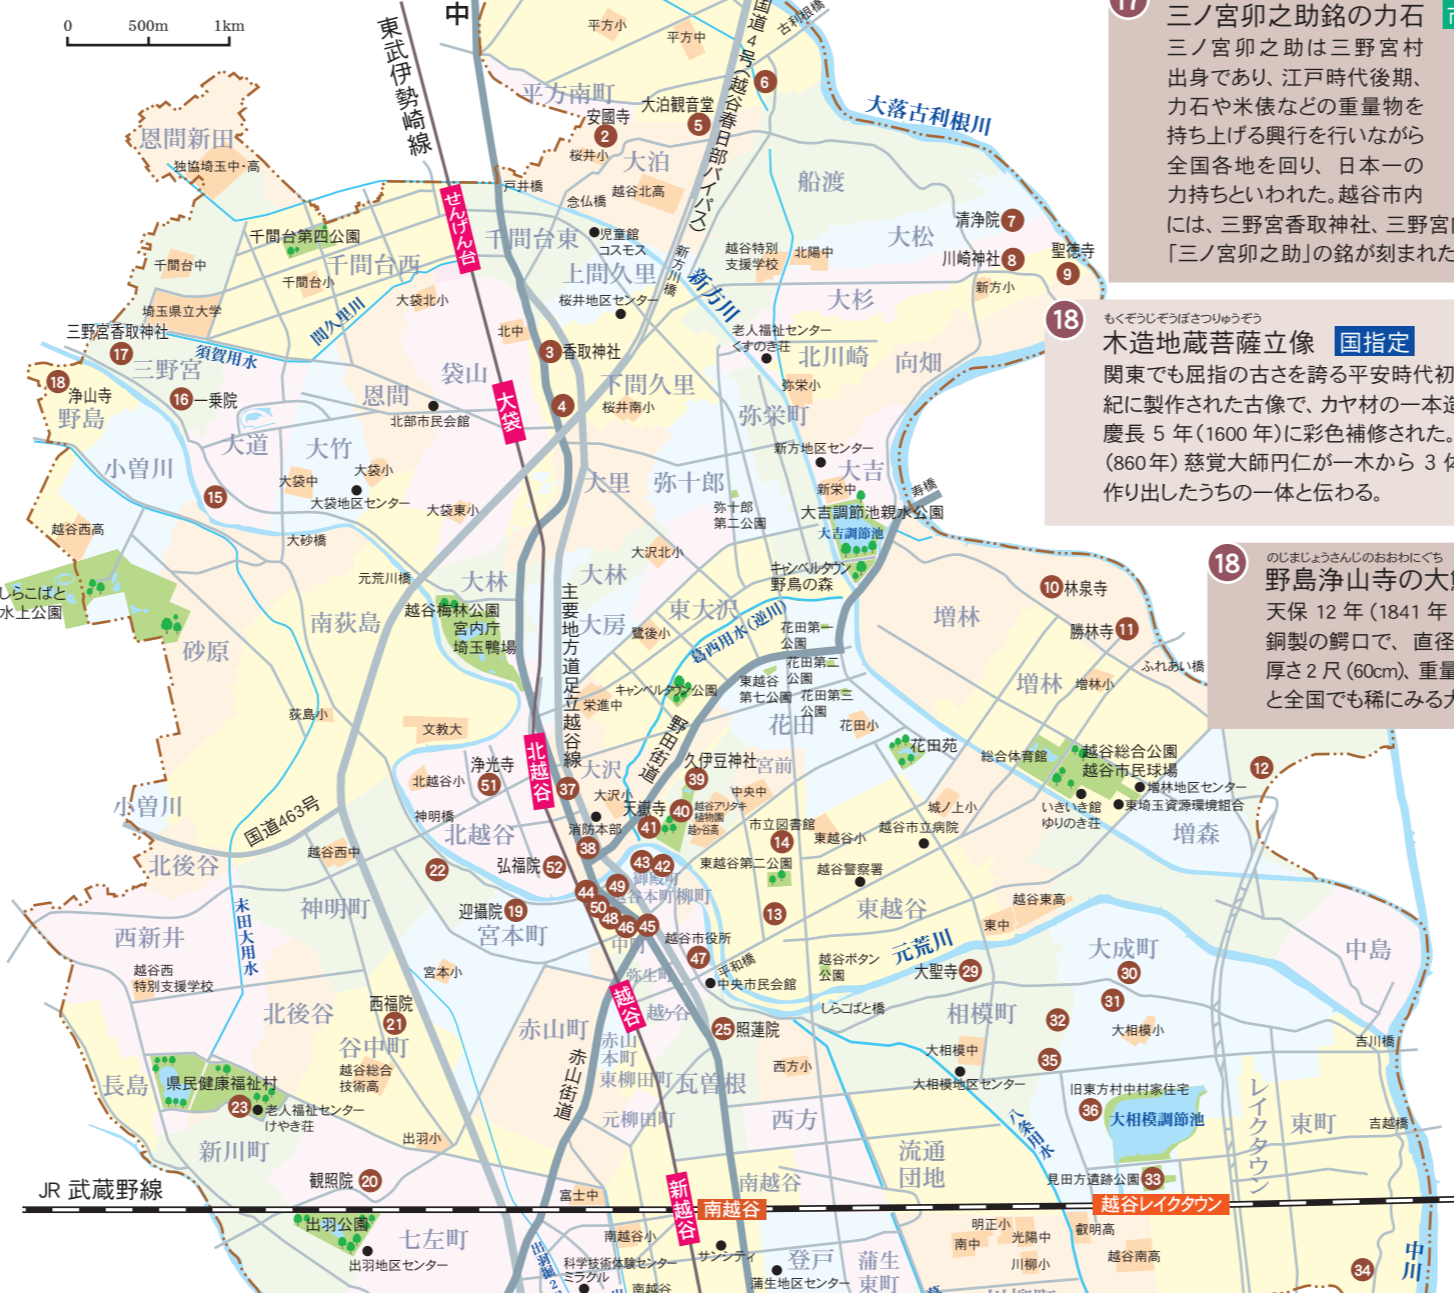 0 500m 1km
中
東武伊勢崎線
国道4号(越谷春日部バイパス)
古利根橋
平方小
平方中
6
大落古利根川
平方南町
大泊観音堂
5
安國寺
2
桜井小
大泊
越谷北高
恩間新田
独協埼玉中・高
戸井橋
念仏橋
船渡
せんげん台
千間台東
児童館
コスモス
新方川橋
新方川
越谷特別
支援学校
北陽中
大松
清浄院 7
川崎神社 8
聖徳寺
9
新方小
千間台第四公園
千間台西
千間台中
千間台小
上間久里
桜井地区センター
大杉
埼玉県立大学
大袋北小
間久里川
須賀用水
三野宮香取神社
17
三野宮
北中
3 香取神社
老人福祉センター
くすのき荘
北川崎
向畑
18
浄山寺
野島
16 一乗院
恩間
袋山
大袋
4
下間久里
桜井南小
弥栄小
弥栄町
北部市民会館
大道
大竹
小曽川
大袋小
大袋中
大袋地区センター
15
大袋東小
大里
弥十郎
弥十郎
第二公園
新方地区センター
大吉
新栄中
寿橋
大吉調節池親水公園
大吉調節池
越谷西高
大砂橋
元荒川橋
大沢北小
キャンベルタウン
野鳥の森
しらこばと
水上公園
大林
大林
越谷梅林公園
宮内庁
埼玉鴨場
主要地方道足立越谷線
大房
東大沢
鷺後小
葛西用水(逆川)
花田第一
公園
花田第二
公園
花田第三
公園
東越谷
第七公園
増林
10 林泉寺
勝林寺 11
ふれあい橋
南荻島
砂原
荻島小
文教大
キャンベルタウン公園
栄進中
野田街道
花田
花田小
花田苑
増林
増林小
総合体育館
越谷総合公園
越谷市民球場
増林地区センター
いきいき館
ゆりのき荘
東埼玉資源環境組合
12
増森
小曽川
国道463号
北後谷
北越谷小
浄光寺
51
北越谷
37
大沢
大沢小
消防本部
38
久伊豆神社
39
宮前
中央中
天嶽寺
41
40
越谷アリタキ
植物園
越ヶ谷高
市立図書館
14
東越谷小
城ノ上小
越谷市立病院
東越谷第二公園
越谷警察署
神明橋
北越谷
越谷西中
22
弘福院 52
43
42
御殿町
49
越谷本町
柳町
44
50
48
46
45
中町
迎攝院 19
宮本町
神明町
末田大用水
西新井
越谷西
特別支援学校
宮本小
13
東越谷
越谷東高
東中
元荒川
越谷市役所
47
平和橋
中央市民会館
越谷ボタン
公園
大聖寺 29
大成町
30
31
中島
弥生町
越谷
越ヶ谷
しらこばと橋
相模町
32
大相模小
北後谷
西福院
21
谷中町
越谷総合
技術高
赤山町
赤山街道
赤山
本町
東柳田町
元柳田町
25 照蓮院
瓦曽根
西方小
大相模中
大相模地区センター
35
吉川橋
長島
県民健康福祉村
23
老人福祉センター
けやき荘
新川町
出羽小
西方
流通
団地
八条用水
旧東方村中村家住宅
36
大相模調節池
レイクタウン
東町
吉越橋
観照院 20
富士中
新越谷
南越谷
見田方遺跡公園 33
JR 武蔵野線
南越谷
越谷レイクタウン
出羽公園
七左町
出羽地区センター
南越谷小
科学技術体験センター
ミラクル
南越谷
サンシティ
登戸
蒲生地区センター
蒲生
東町
明正小
南中
光陽中
川柳小
叡明高
越谷南高
34
中川
17
三ノ宮卯之助銘の力石
三ノ宮卯之助は三野宮村
出身であり、江戸時代後期、
力石や米俵などの重量物を
持ち上げる興行を行いながら
全国各地を回り、日本一の
力持ちといわれた。越谷市内
には、三野宮香取神社、三野宮
「三ノ宮卯之助」の銘が刻まれた
18
もくぞうじぞうぼさつりゅうぞう
木造地蔵菩薩立像 国指定
関東でも屈指の古さを誇る平安時代初
紀に製作された古像で、カヤ材の一本造
慶長 5 年(1600 年)に彩色補修された。
(860年) 慈覚大師円仁が一木から 3 体
作り出したうちの一体と伝わる。
18
のじまじょうさんじのおおわにぐち
野島浄山寺の大
天保 12 年 (1841 年
銅製の鰐口で、直径
厚さ2 尺 (60cm)、重量
と全国でも稀にみる大